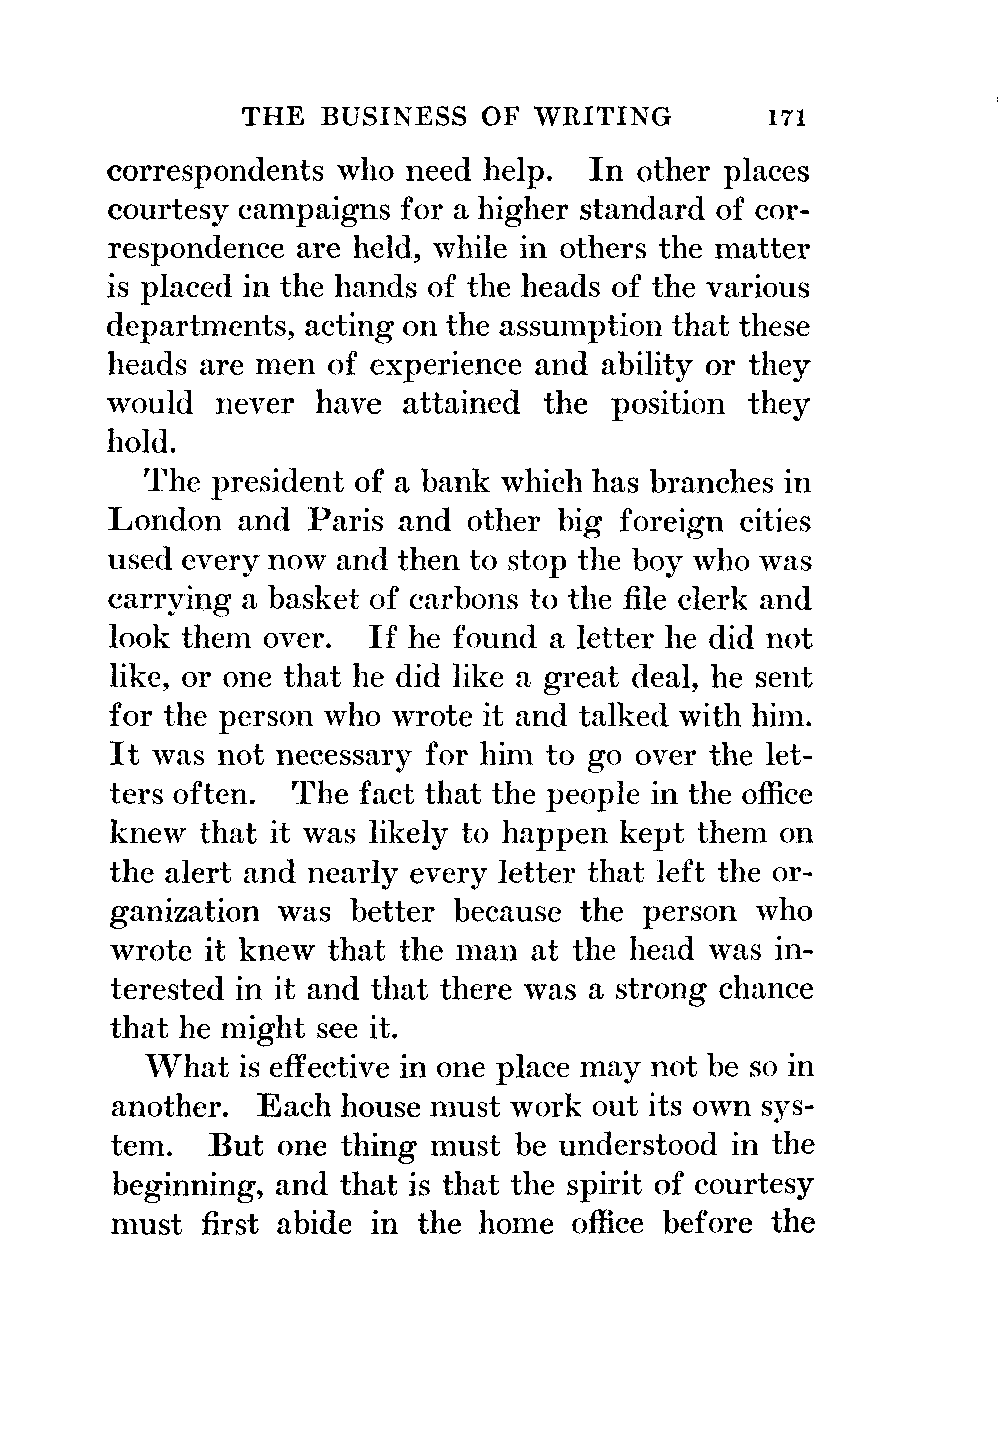 THE BUSINESS OF WRITING 171
correspondents who need help. In other places
courtesy campaigns for a higher standard of cor-
respondence are held, while in others the matter
is placed in the hands of the heads of the various
departments, acting on the assumption that these
heads are men of experience and ability or they
would never have attained the position they
hold.
The president of a bank which has branches in
London and Paris and other big foreign cities
used every now and then to stop the boy who was
carrying a basket of carbons to the file clerk and
look them over. If he found a letter he did not
like, or one that he did like a great deal, he sent
for the person who wrote it and talked with him.
It was not necessary for him to go over the let-
ters often. The fact that the people in the office
knew that it was likely to happen kept them on
the alert and nearly every letter that left the or-
ganization was better because the person who
wrote it knew that the man at the head was in-
terested in it and that there was a strong chance
that he might see it.
What is effective in one place may not be so in
another. Each house must work out its own sys-
tem. But one thing must be understood in the
beginning, and that is that the spirit of courtesy
must first abide in the home office before the